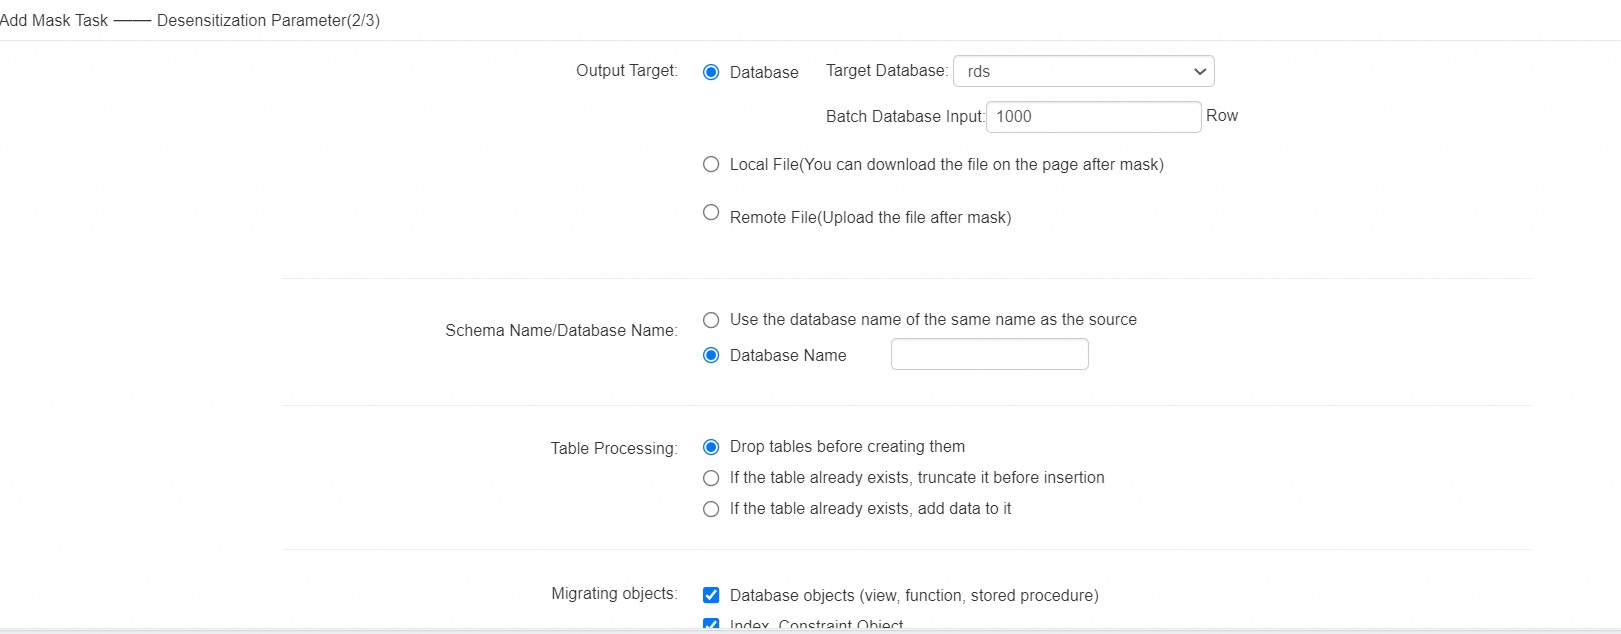 Add Mask Task —— Desensitization Parameter(2/3)
Output Target: Database Target Database: rds
Batch Database Input: 1000 Row
Local File(You can download the file on the page after mask)
Remote File(Upload the file after mask)
Schema Name/Database Name: Use the database name of the same name as the source
Database Name
Table Processing: Drop tables before creating them
If the table already exists, truncate it before insertion
If the table already exists, add data to it
Migrating objects: Database objects (view, function, stored procedure)
Index, Constraint Object